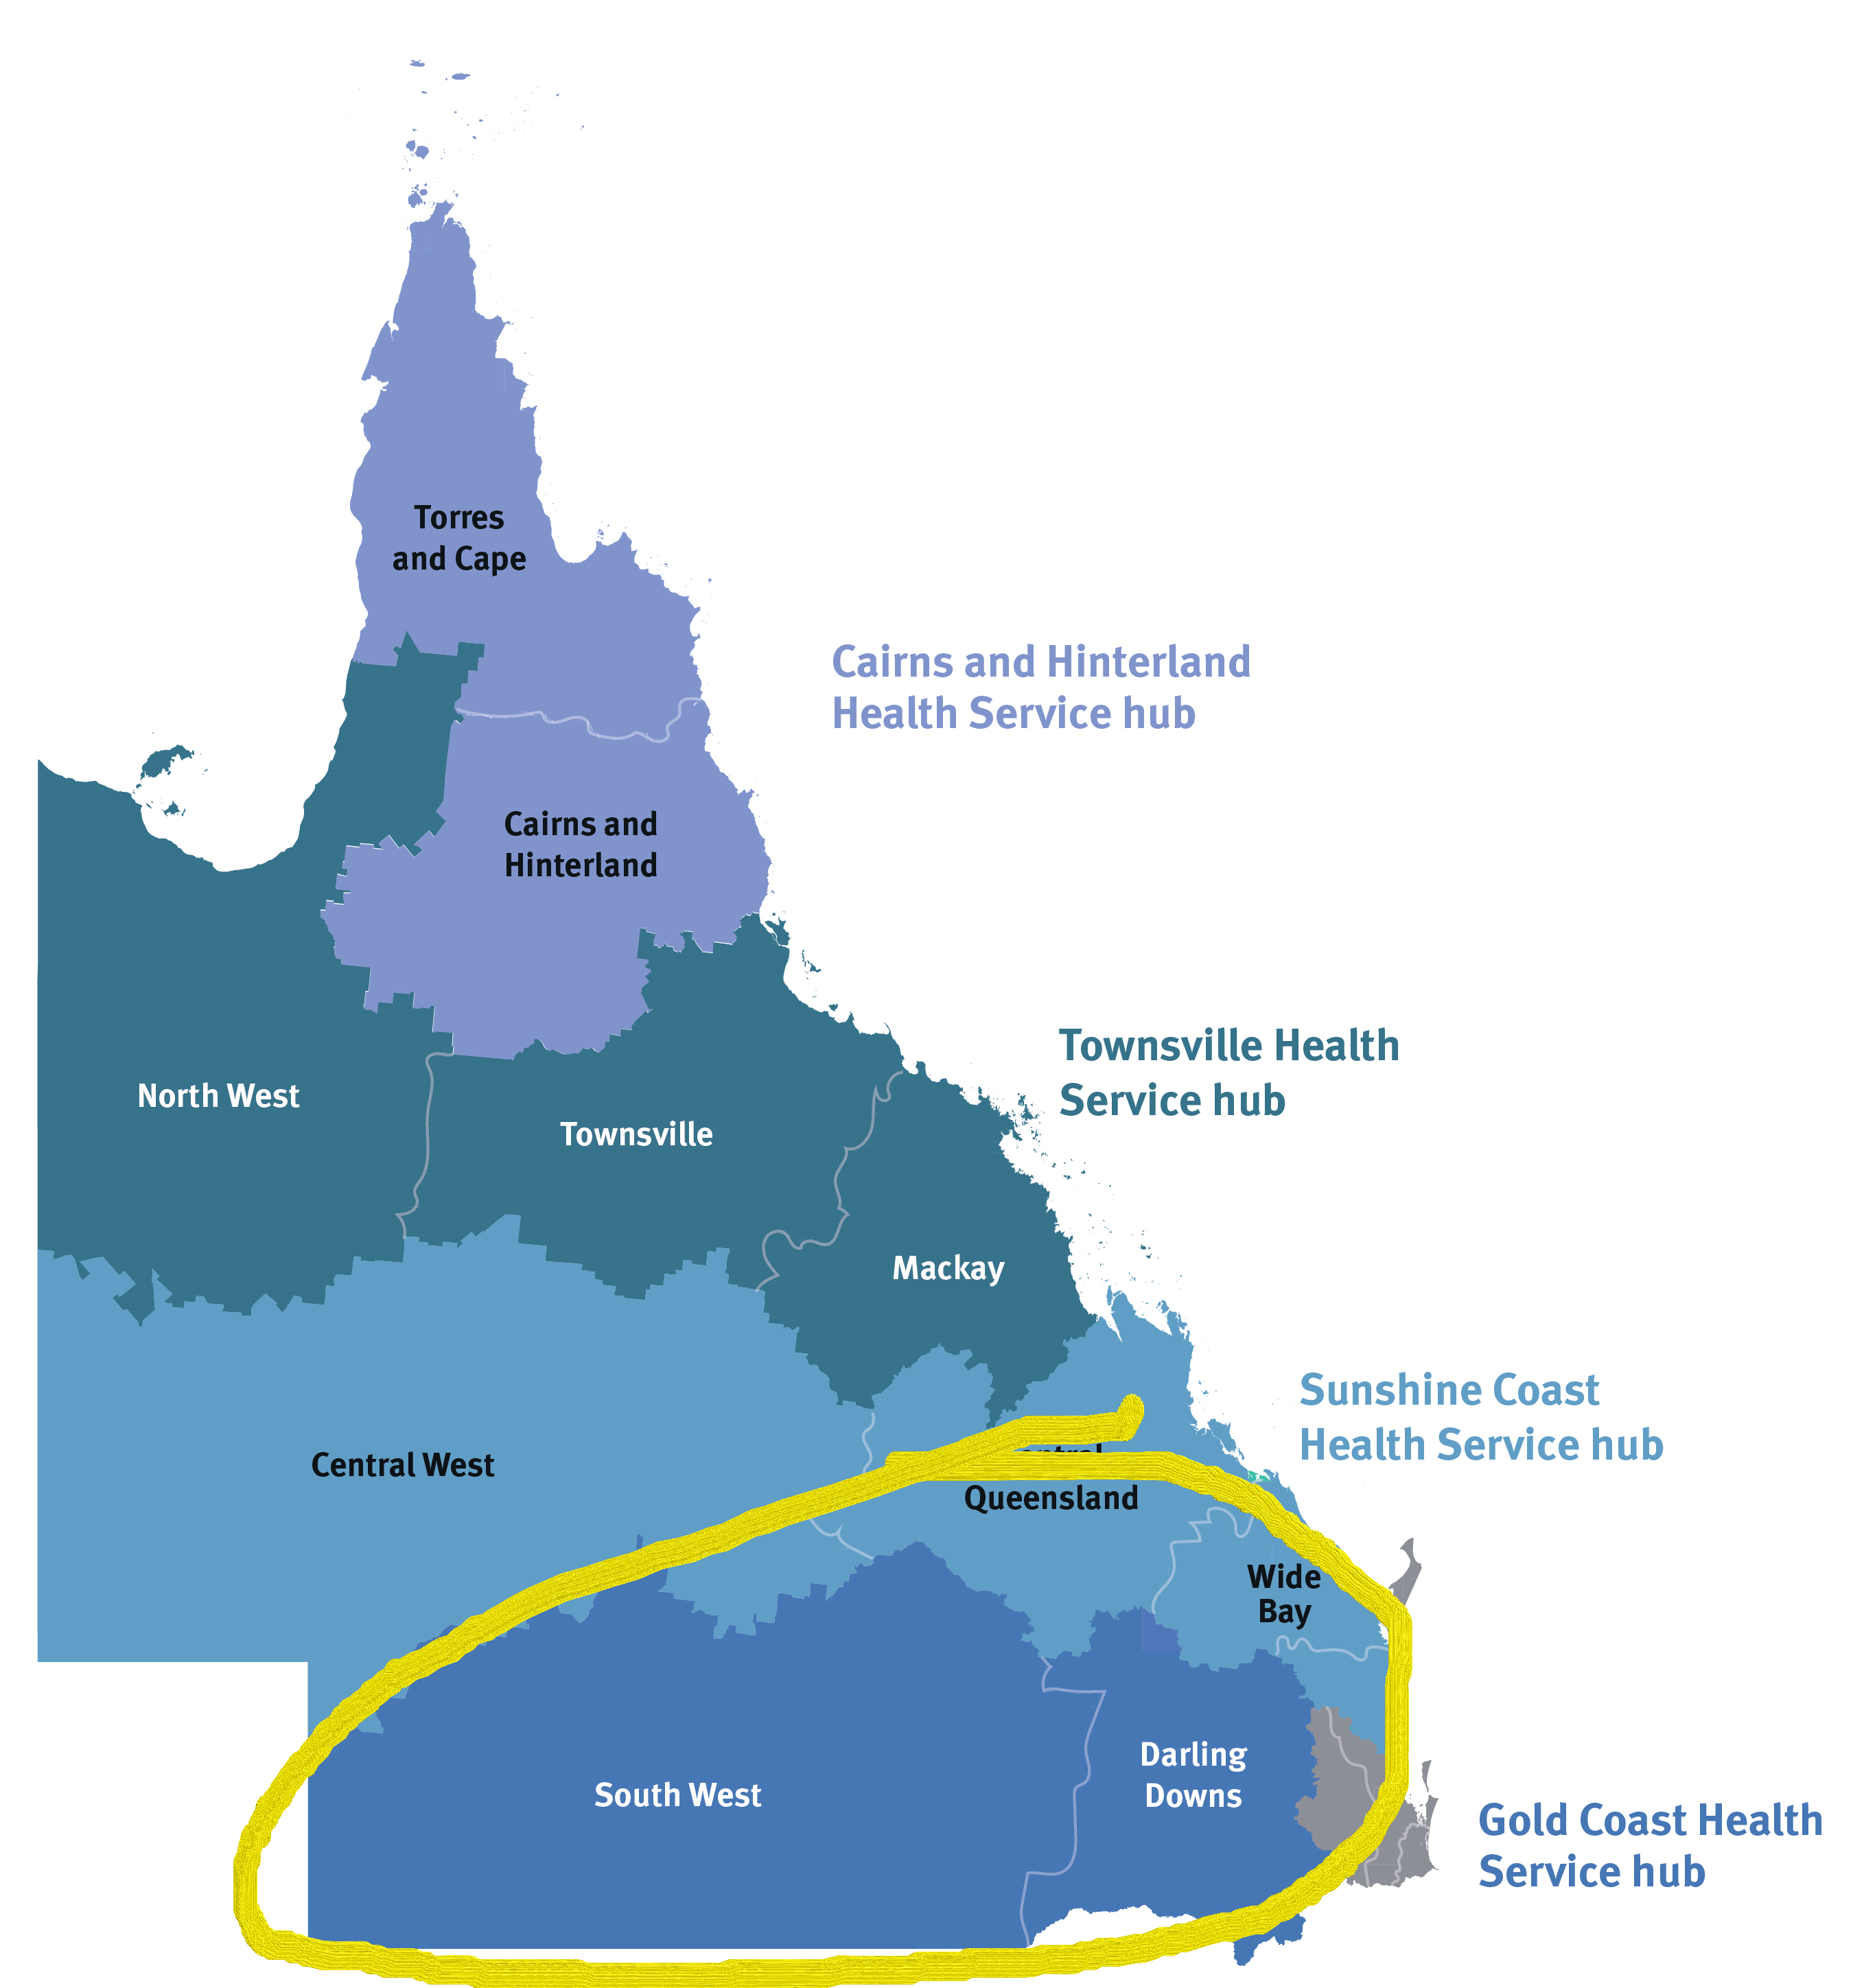 Torres
and Cape
Cairns and Hinterland
Health Service hub
Cairns and
Hinterland
North West
Townsville
Townsville Health
Service hub
Mackay
Sunshine Coast
Health Service hub
Central West
Queensland
Wide
Bay
South West
Darling
Downs
Gold Coast Health
Service hub